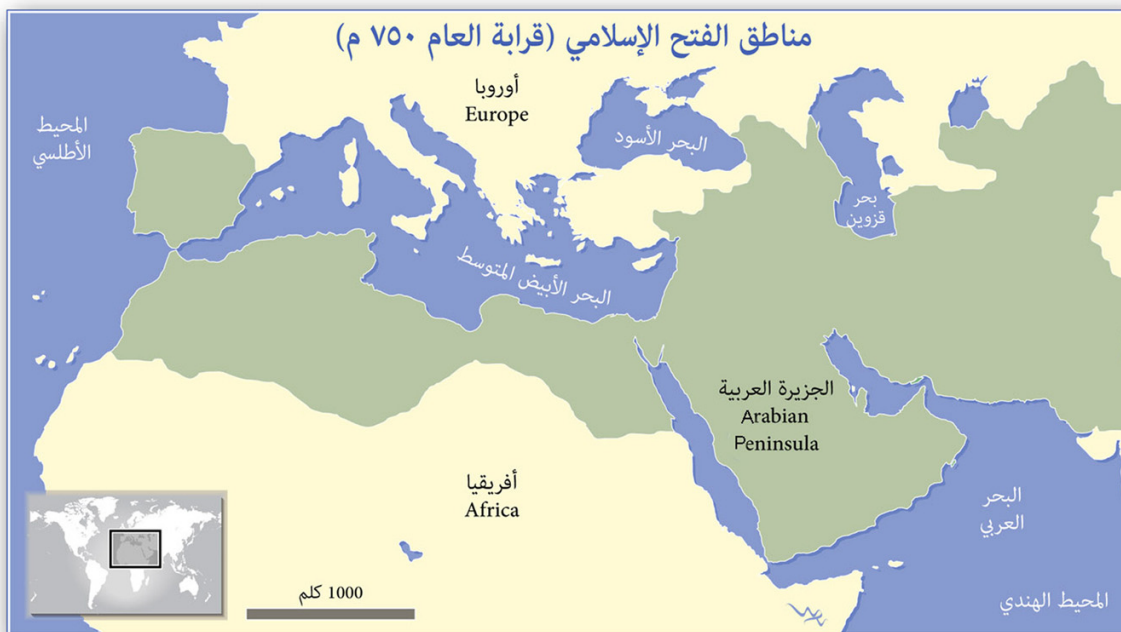 مناطق الفتح الإسلامي (قرابة العام ٧٥٠ م)
أوروبا
Europe
المحيط
الأطلسي
البحر الأسود
بحر
قزوين
البحر الأبيض المتوسط
الجزيرة العربية
Arabian
Peninsula
أفريقيا
Africa
البحر
العربي
المحيط الهندي
1000 كلم